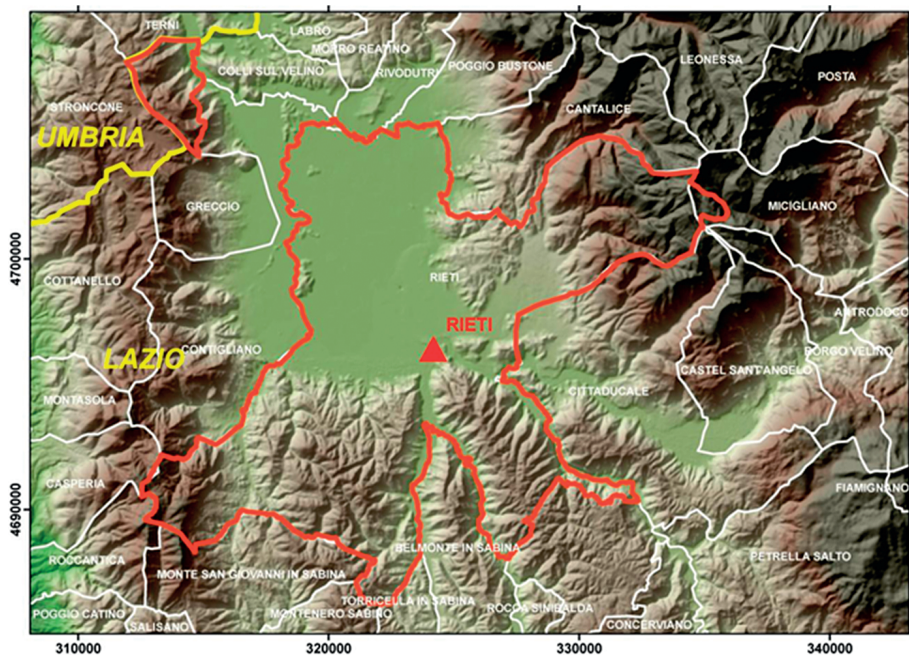 TERNI
LABRO
MORRO REATINO
COLLI SUL VELINO
RIVODUTRI
POGGIO BUSTONE
LEONESSA
POSTA
STRONCONE
CANTALICE
UMBRIA
GRECCIO
MICIGLIANO
4700000
COTTANELLO
RIETI
ANTRODOCO
RIETI
LAZIO
CONTIGLIANO
BORGO VELINO
CASTEL SANT'ANGELO
MONTASOLA
CITTADUCALE
CASPERIA
FIAMIGNANO
4690000
BELMONTE IN SABINA
ROCCANTICA
PETRELLA SALTO
MONTE SAN GIOVANNI IN SABINA
TORRICELLA IN SABINA
POGGIO CATINO
MONTENERO SABINO
ROCCA SINIBALDA
SALISANO
CONCERVIANO
310000 320000 330000 340000